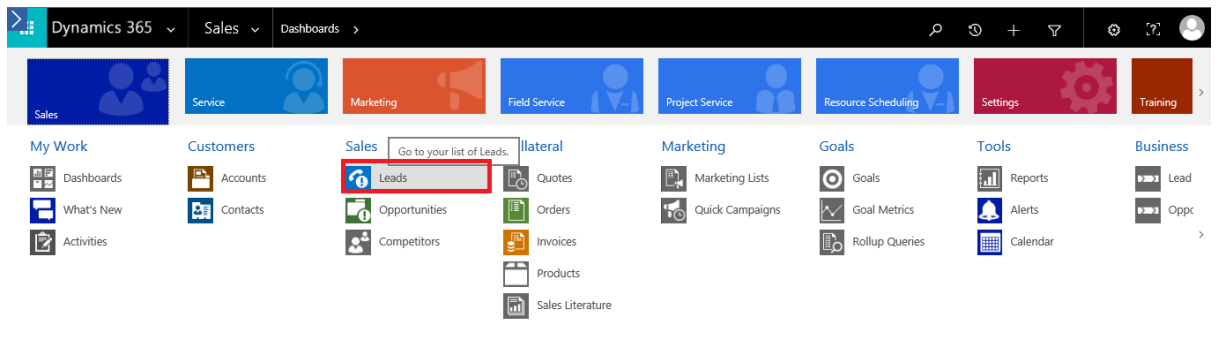 Dynamics 365 Sales Dashboards
Sales Service Marketing Field Service Project Service Resource Scheduling Settings Training
My Work Customers Sales Go to your list of Leads. llateral Marketing Goals Tools Business
Dashboards Accounts Leads Quotes Marketing Lists Goals Reports Lead
What's New Contacts Opportunities Orders Quick Campaigns Goal Metrics Alerts Oppo
Activities Competitors Invoices Rollup Queries Calendar
Products
Sales Literature